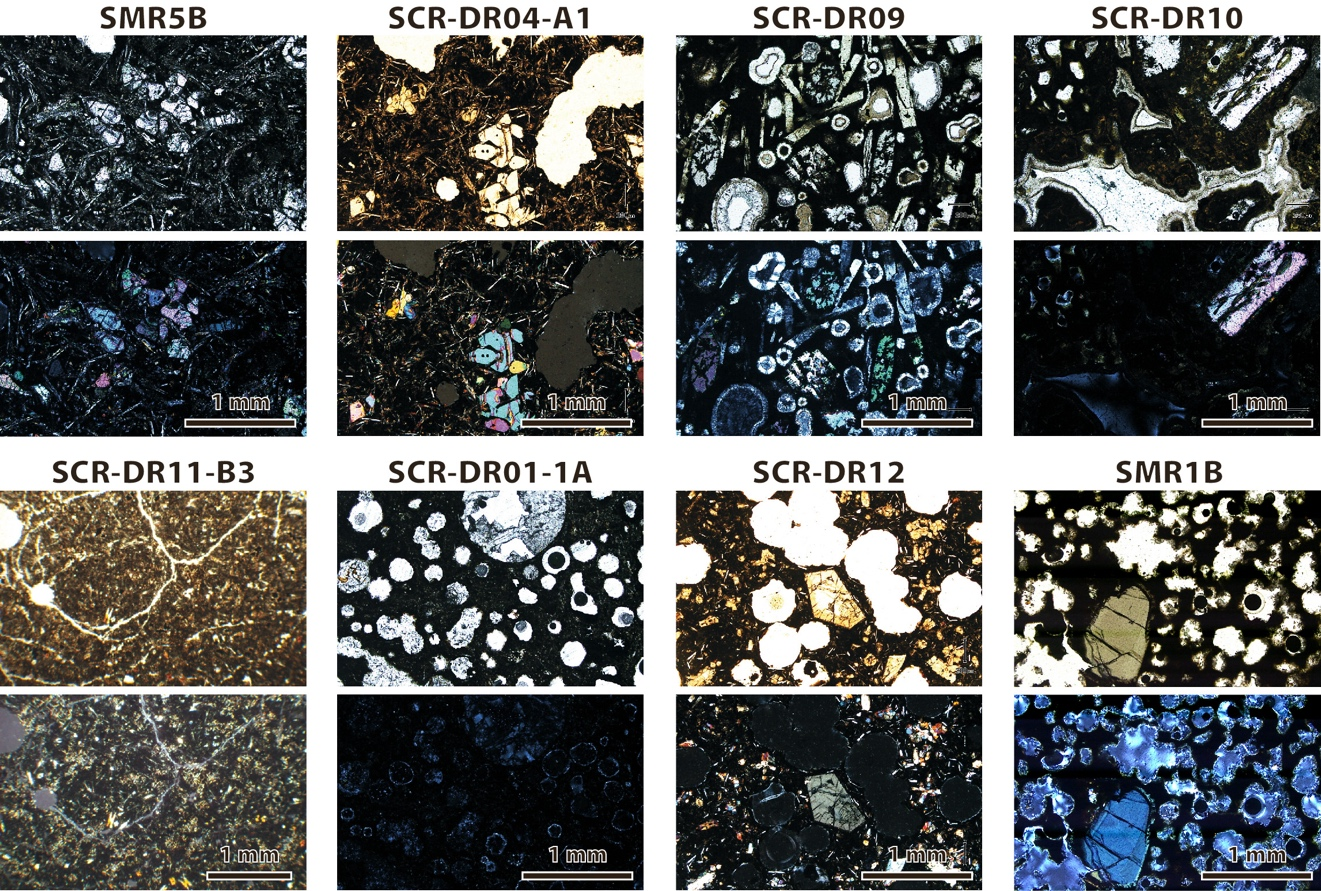 SMR5B
SCR-DR04-A1
SCR-DR09
SCR-DR10
1 mm
1 mm
1 mm
1 mm
SCR-DR11-B3
SCR-DR01-1A
SCR-DR12
SMR1B
1 mm
1 mm
1 mm
1 mm